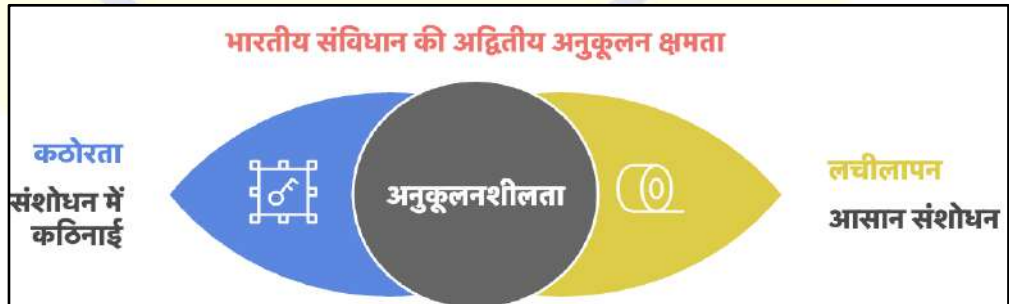 भारतीय संविधान की अद्वितीय अनुकूलन क्षमता
कठोरता
संशोधन में
कठिनाई
अनुकूलनशीलता
लचीलापन
आसान संशोधन